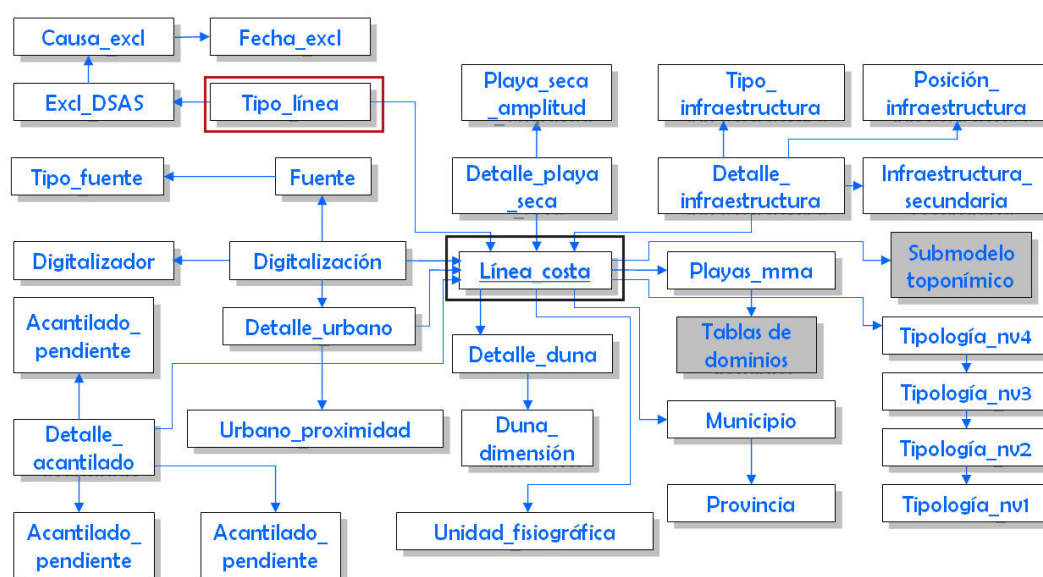 Causa_excl
Fecha_excl
Excl_DSAS
Tipo_línea
Playa_seca
_amplitud
Tipo_
infraestructura
Posición_
infraestructura
Tipo_fuente
Fuente
Detalle_playa
_seca
Detalle_
infraestructura
Infraestructura_
secundaria
Digitalizador
Digitalización
Línea_costa
Playas_mma
Submodelo
toponímico
Acantilado_
pendiente
Detalle_urbano
Detalle_duna
Tablas de
dominios
Tipología_nv4
Tipología_nv3
Detalle_
acantilado
Urbano_proximidad
Duna_
dimensión
Municipio
Tipología_nv2
Provincia
Tipología_nv1
Acantilado_
pendiente
Acantilado_
pendiente
Unidad_fisiográfica